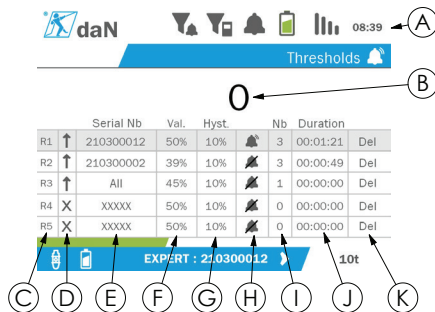 daN 08:39 A
Thresholds
0 B
Serial Nb Val. Hyst. Nb Duration
R1 ↑ 210300012 50% 10% 3 00:01:21 Del
R2 ↑ 210300002 39% 10% 3 00:00:49 Del
R3 ↑ All 45% 10% 1 00:00:00 Del
R4 X XXXXX 50% 10% 0 00:00:00 Del
R5 X XXXXX 50% 10% 0 00:00:00 Del
EXPERT : 210300012 10t
C D E F G H I J K